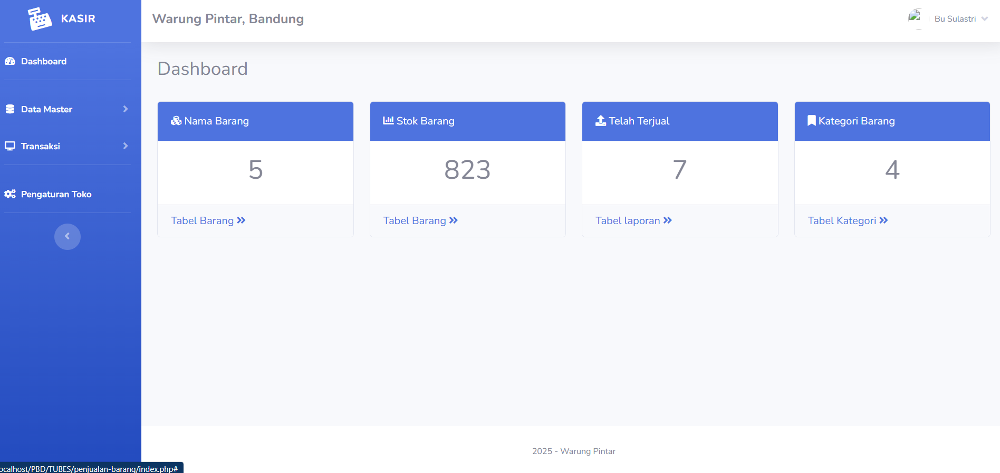 KASIR
Warung Pintar, Bandung
Bu Sulastri
Dashboard
Data Master
Transaksi
Pengaturan Toko
Dashboard
Nama Barang
5
Tabel Barang
Stok Barang
823
Tabel Barang
Telah Terjual
7
Tabel laporan
Kategori Barang
4
Tabel Kategori
2025 - Warung Pintar
ocalhost/PBD/TUBES/penjualan-barang/index.php#